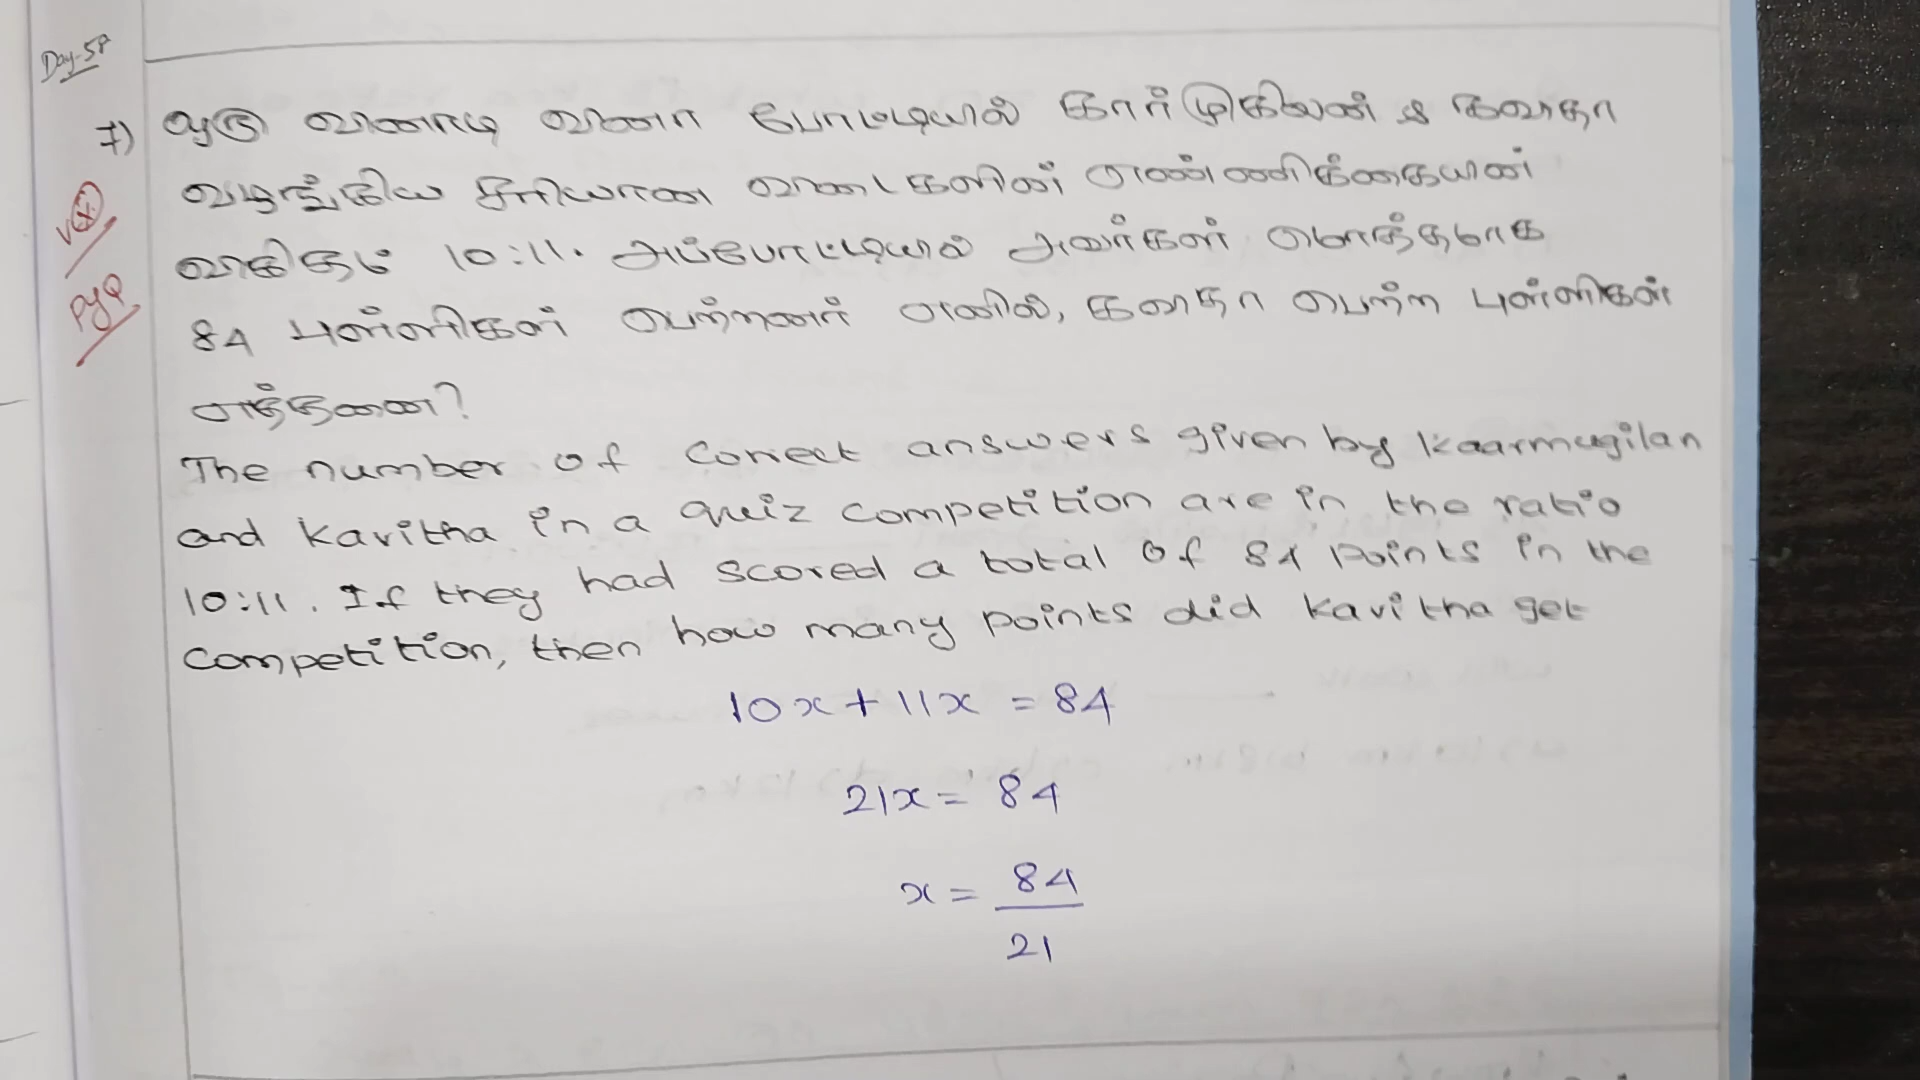 Day-58
7) ஒரு வினாடி வினா போட்டியில் கார்முகிலன் & கவிதா
வழங்கிய சரியான விடைகளின் எண்ணிக்கையின்
விகிதம் 10:11. அப்போட்டியில் அவர்கள் மொத்தமாக
84 புள்ளிகள் பெற்றனர் எனில், கவிதா பெற்ற புள்ளிகள்
எத்தனை?
PYQ
The number of correct answers given by Kaarmugilan
and Kavitha in a quiz competition are in the ratio
10:11. If they had scored a total of 84 points in the
competition, then how many points did Kavitha get
10x + 11x = 84
21x = 84
x = 84
21